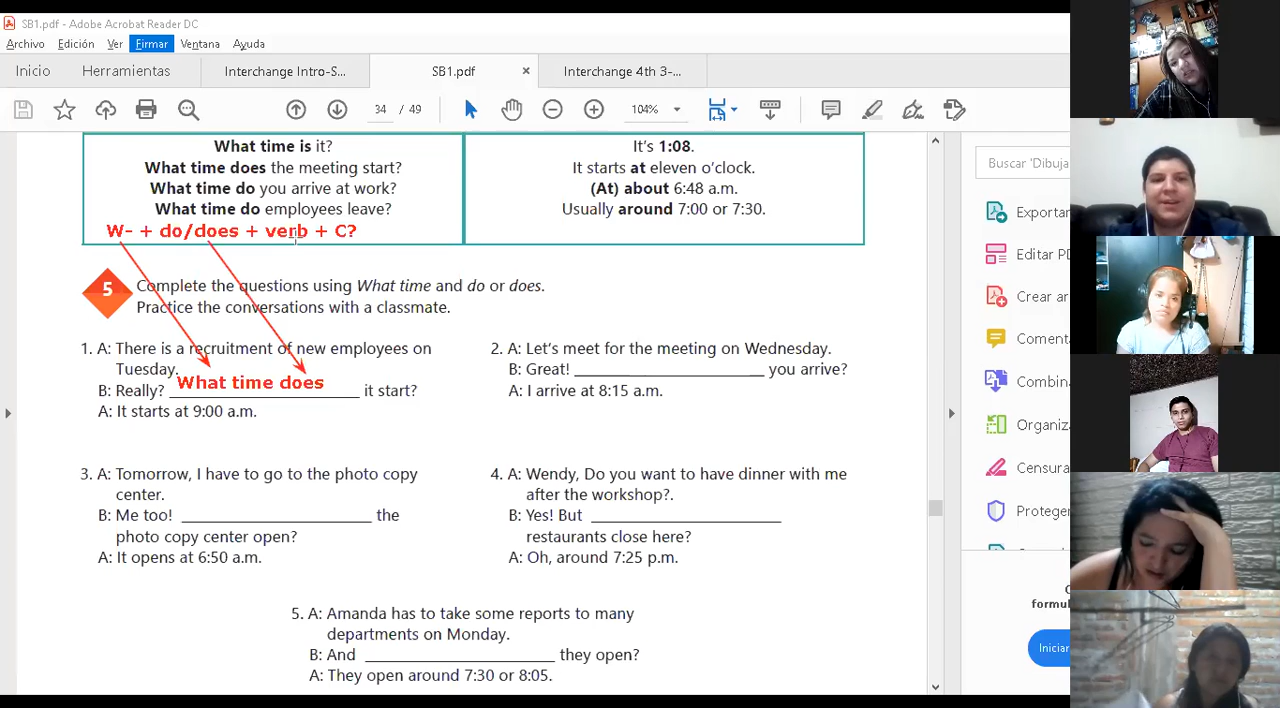 SB1.pdf - Adobe Acrobat Reader DC
Archivo Edición Ver Firmar Ventana Ayuda
Inicio Herramientas Interchange Intro-S... SB1.pdf × Interchange 4th 3-...
34 / 49 104%
What time is it? It's 1:08.
What time does the meeting start? It starts at eleven o'clock.
What time do you arrive at work? (At) about 6:48 a.m.
What time do employees leave? Usually around 7:00 or 7:30.
W- + do/does + verb + C?
5 Complete the questions using What time and do or does.
Practice the conversations with a classmate.
1. A: There is a recruitment of new employees on
Tuesday.
What time does
B: Really? ____________________ it start?
A: It starts at 9:00 a.m.
2. A: Let's meet for the meeting on Wednesday.
B: Great! ____________________ you arrive?
A: I arrive at 8:15 a.m.
3. A: Tomorrow, I have to go to the photo copy
center.
B: Me too! ____________________ the
photo copy center open?
A: It opens at 6:50 a.m.
4. A: Wendy, Do you want to have dinner with me
after the workshop?.
B: Yes! But ____________________
restaurants close here?
A: Oh, around 7:25 p.m.
5. A: Amanda has to take some reports to many
departments on Monday.
B: And ____________________ they open?
A: They open around 7:30 or 8:05.
Buscar 'Dibuja
Exportar
Editar PD
Crear ar
Coment
Combin
Organiz
Censura
Proteger
formul
Iniciar